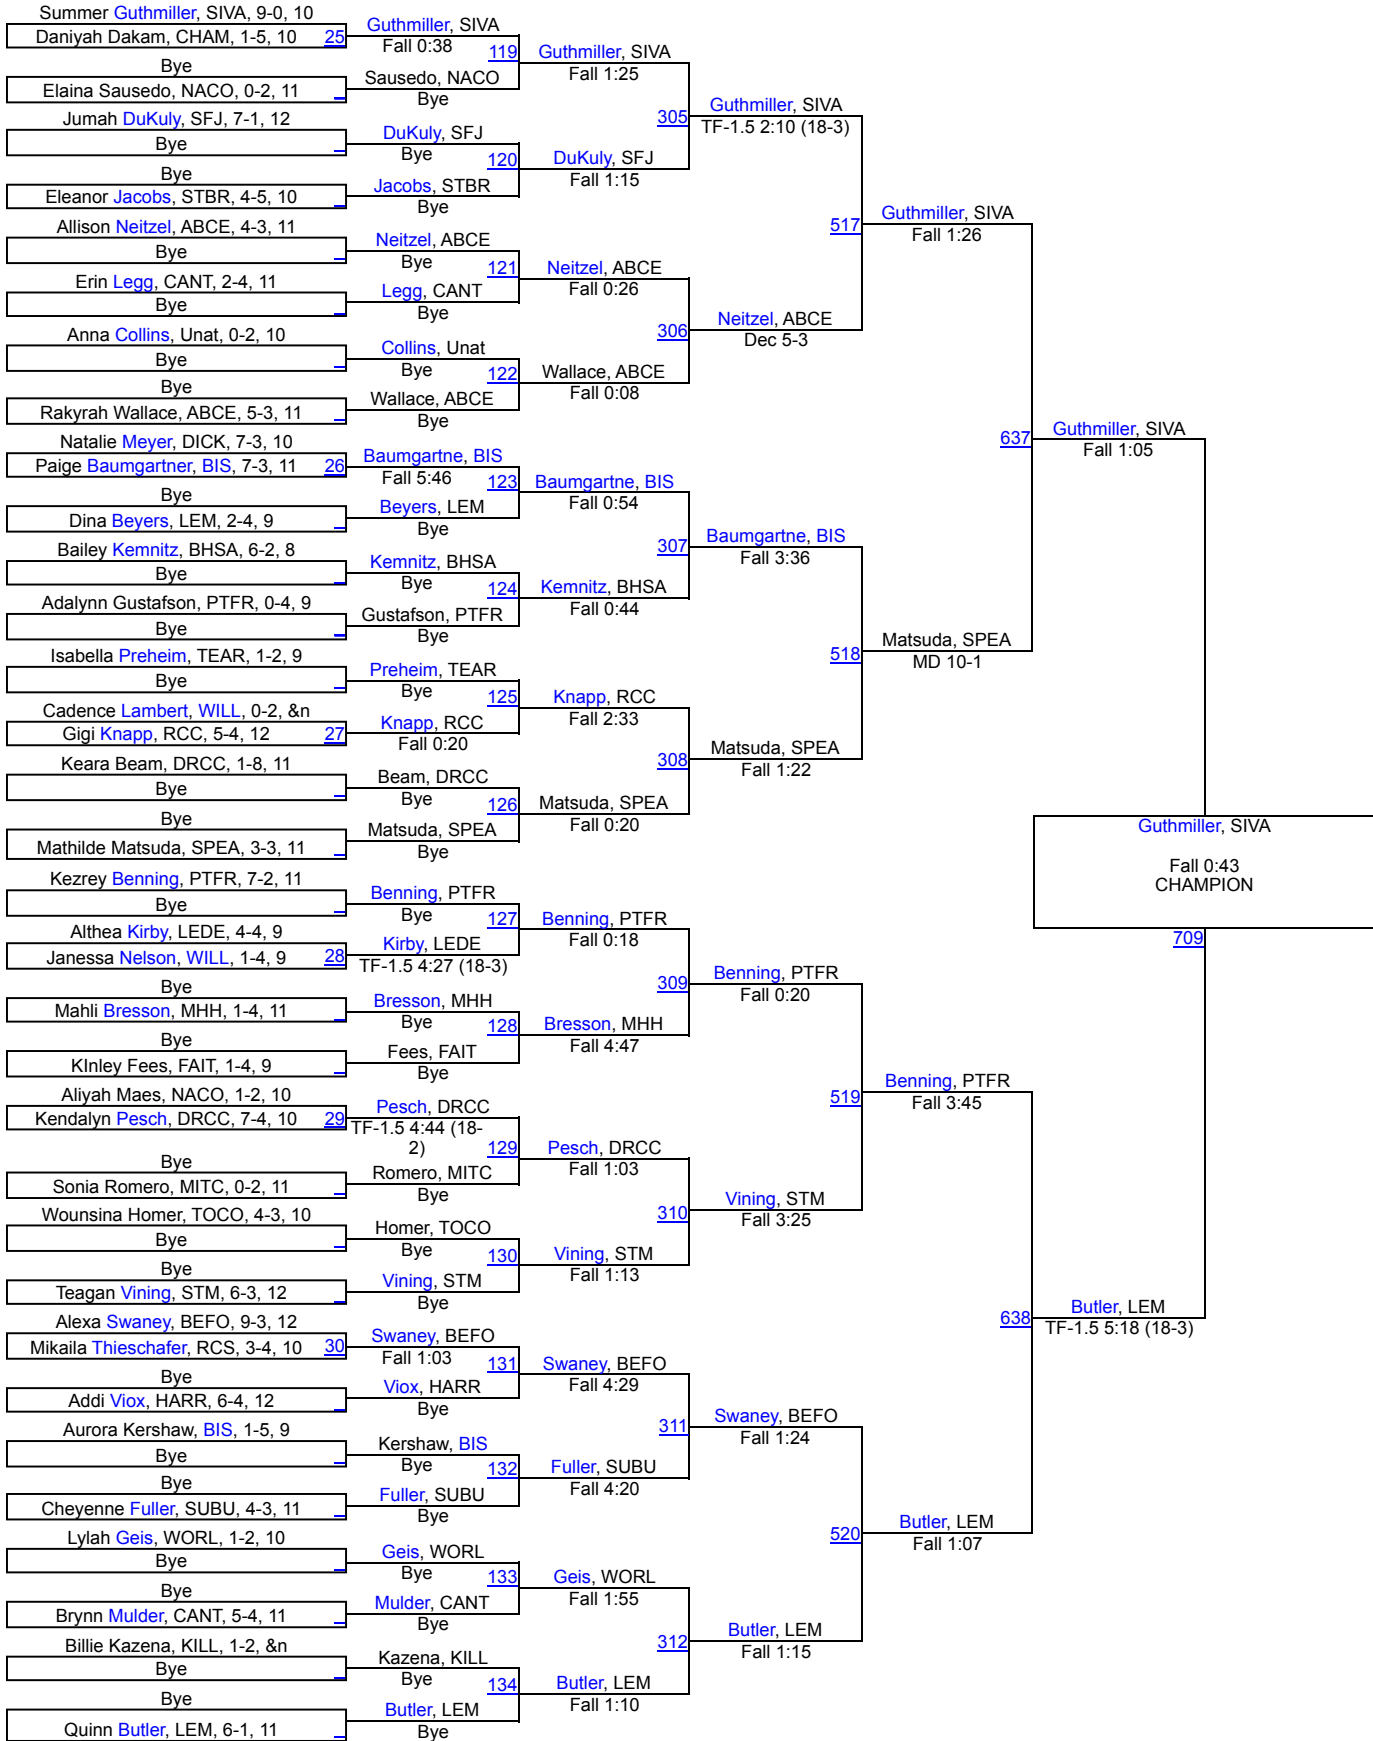 Summer Guthmiller, SIVA, 9-0, 10
Daniyah Dakam, CHAM, 1-5, 10 25
Bye
Elaina Sausedo, NACO, 0-2, 11
Jumah DuKuly, SFJ, 7-1, 12
Bye
Bye
Eleanor Jacobs, STBR, 4-5, 10
Allison Neitzel, ABCE, 4-3, 11
Bye
Erin Legg, CANT, 2-4, 11
Bye
Anna Collins, Unat, 0-2, 10
Bye
Bye
Rakyrah Wallace, ABCE, 5-3, 11
Natalie Meyer, DICK, 7-3, 10
Paige Baumgartner, BIS, 7-3, 11 26
Bye
Dina Beyers, LEM, 2-4, 9
Bailey Kemnitz, BHSA, 6-2, 8
Bye
Adalynn Gustafson, PTFR, 0-4, 9
Bye
Isabella Preheim, TEAR, 1-2, 9
Bye
Cadence Lambert, WILL, 0-2, &n
Gigi Knapp, RCC, 5-4, 12 27
Keara Beam, DRCC, 1-8, 11
Bye
Bye
Mathilde Matsuda, SPEA, 3-3, 11
Kezrey Benning, PTFR, 7-2, 11
Bye
Althea Kirby, LEDE, 4-4, 9
Janessa Nelson, WILL, 1-4, 9 28
Bye
Mahli Bresson, MHH, 1-4, 11
Bye
KInley Fees, FAIT, 1-4, 9
Aliyah Maes, NACO, 1-2, 10
Kendalyn Pesch, DRCC, 7-4, 10 29
Bye
Sonia Romero, MITC, 0-2, 11
Wounsina Homer, TOCO, 4-3, 10
Bye
Bye
Teagan Vining, STM, 6-3, 12
Alexa Swaney, BEFO, 9-3, 12
Mikaila Thieschafer, RCS, 3-4, 10 30
Bye
Addi Viox, HARR, 6-4, 12
Aurora Kershaw, BIS, 1-5, 9
Bye
Bye
Cheyenne Fuller, SUBU, 4-3, 11
Lylah Geis, WORL, 1-2, 10
Bye
Bye
Brynn Mulder, CANT, 5-4, 11
Billie Kazena, KILL, 1-2, &n
Bye
Bye
Quinn Butler, LEM, 6-1, 11
Guthmiller, SIVA
Fall 0:38
119
Sausedo, NACO
Bye
DuKuly, SFJ
Bye
120
Jacobs, STBR
Bye
Neitzel, ABCE
Bye
121
Legg, CANT
Bye
Collins, Unat
Bye
122
Wallace, ABCE
Bye
Baumgartne, BIS
Fall 5:46
123
Beyers, LEM
Bye
Kemnitz, BHSA
Bye
124
Gustafson, PTFR
Bye
Preheim, TEAR
Bye
125
Knapp, RCC
Fall 0:20
Beam, DRCC
Bye
126
Matsuda, SPEA
Bye
Benning, PTFR
Bye
127
Kirby, LEDE
TF-1.5 4:27 (18-3)
Bresson, MHH
Bye
128
Fees, FAIT
Bye
Pesch, DRCC
TF-1.5 4:44 (18-
2)
129
Romero, MITC
Bye
Homer, TOCO
Bye
130
Vining, STM
Bye
Swaney, BEFO
Fall 1:03
131
Viox, HARR
Bye
Kershaw, BIS
Bye
132
Fuller, SUBU
Bye
Geis, WORL
Bye
133
Mulder, CANT
Bye
Kazena, KILL
Bye
134
Butler, LEM
Bye
Guthmiller, SIVA
Fall 1:25
305
DuKuly, SFJ
Fall 1:15
Neitzel, ABCE
Fall 0:26
306
Wallace, ABCE
Fall 0:08
Baumgartne, BIS
Fall 0:54
307
Kemnitz, BHSA
Fall 0:44
Knapp, RCC
Fall 2:33
308
Matsuda, SPEA
Fall 0:20
Benning, PTFR
Fall 0:18
309
Bresson, MHH
Fall 4:47
Pesch, DRCC
Fall 1:03
310
Vining, STM
Fall 1:13
Swaney, BEFO
Fall 4:29
311
Fuller, SUBU
Fall 4:20
Geis, WORL
Fall 1:55
312
Butler, LEM
Fall 1:10
Guthmiller, SIVA
TF-1.5 2:10 (18-3)
517
Neitzel, ABCE
Dec 5-3
Baumgartne, BIS
Fall 3:36
518
Matsuda, SPEA
Fall 1:22
Benning, PTFR
Fall 0:20
519
Vining, STM
Fall 3:25
Swaney, BEFO
Fall 1:24
520
Butler, LEM
Fall 1:15
Guthmiller, SIVA
Fall 1:26
637
Matsuda, SPEA
MD 10-1
Benning, PTFR
Fall 3:45
638
Butler, LEM
Fall 1:07
Guthmiller, SIVA
Fall 1:05
Butler, LEM
TF-1.5 5:18 (18-3)
Guthmiller, SIVA
Fall 0:43
CHAMPION
709